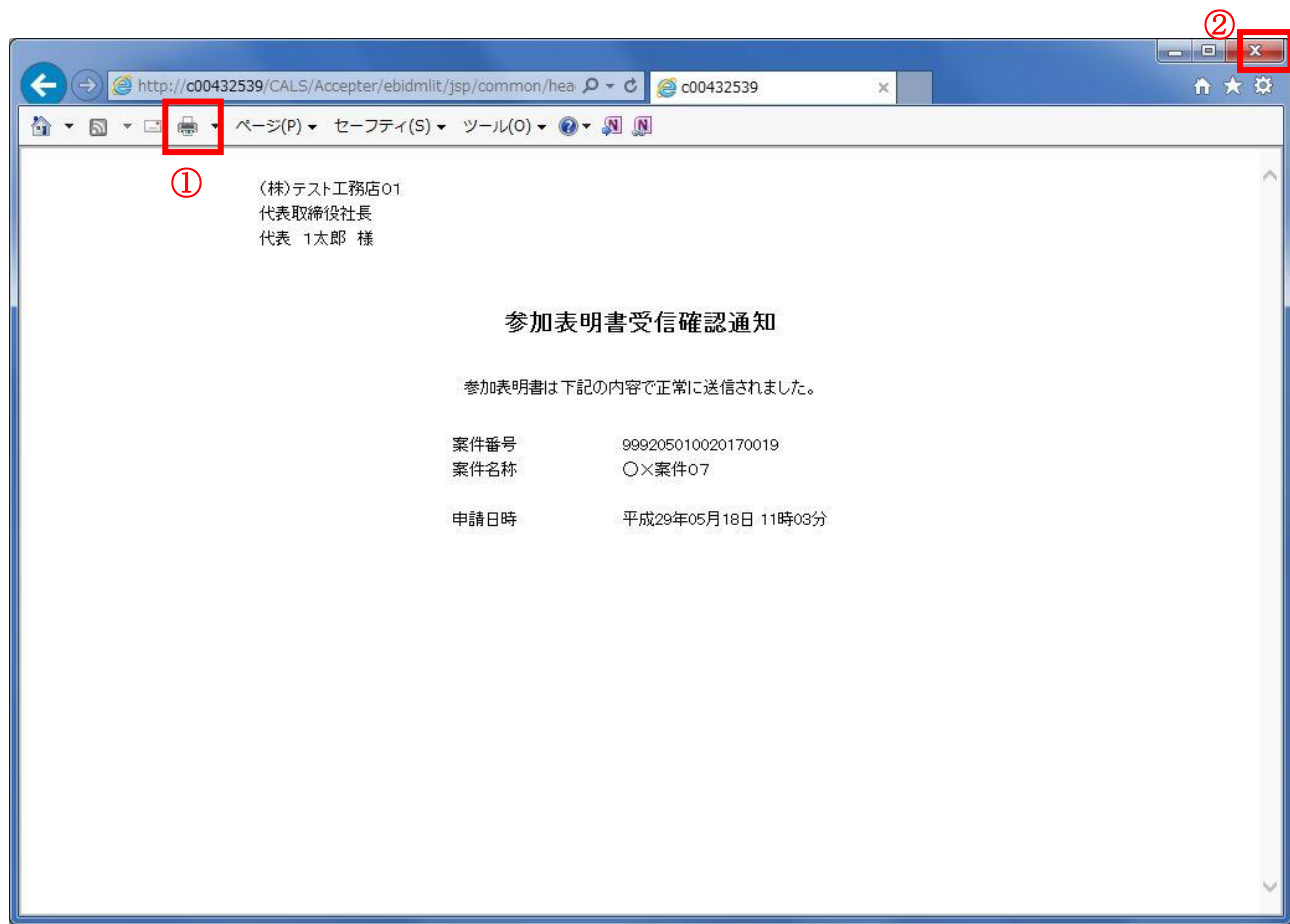 ②
http://c00432539/CALS/Accepter/ebidmlit/jsp/common/hea
c00432539
ページ(P) セーフティ(S) ツール(O)
①
(株)テスト工務店01
代表取締役社長
代表 1太郎 様
参加表明書受信確認通知
参加表明書は下記の内容で正常に送信されました。
案件番号 999205010020170019
案件名称 ○×案件07
申請日時 平成29年05月18日 11時03分